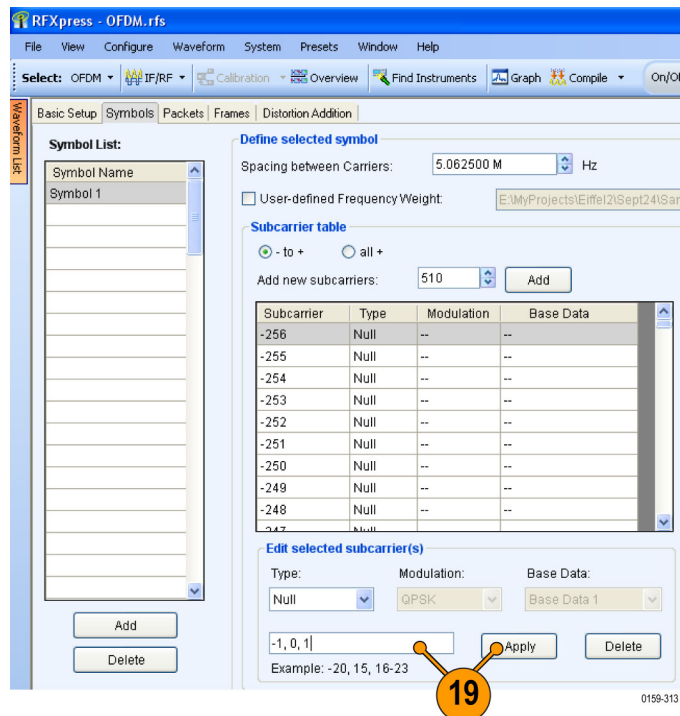 RFXpress - OFDM.rfs
File View Configure Waveform System Presets Window Help
Select: OFDM IF/RF Calibration Overview Find Instruments Graph Compile
Waveform List
Basic Setup Symbols Packets Frames Distortion Addition
Symbol List:
Symbol Name
Symbol 1
Add
Delete
Define selected symbol
Spacing between Carriers: 5.062500 M Hz
User-defined Frequency Weight: E:\MyProjects\Eiffel2\Sept24\
Subcarrier table
- to + all +
Add new subcarriers: 510 Add
Subcarrier Type Modulation Base Data
-256 Null -- --
-255 Null -- --
-254 Null -- --
-253 Null -- --
-252 Null -- --
-251 Null -- --
-250 Null -- --
-249 Null -- --
-248 Null -- --
Edit selected subcarrier(s)
Type: Modulation: Base Data:
Null QPSK Base Data 1
-1, 0, 1 Apply Delete
Example: -20, 15, 16-23
19
0159-313